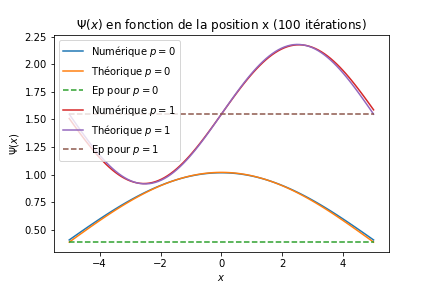 Ψ(x) en fonction de la position x (100 itérations)
2.25
2.00
1.75
1.50
1.25
1.00
0.75
0.50
Ψ(x)
Numérique p = 0
Théorique p = 0
Ep pour p = 0
Numérique p = 1
Théorique p = 1
Ep pour p = 1
−4
−2
0
2
4
x